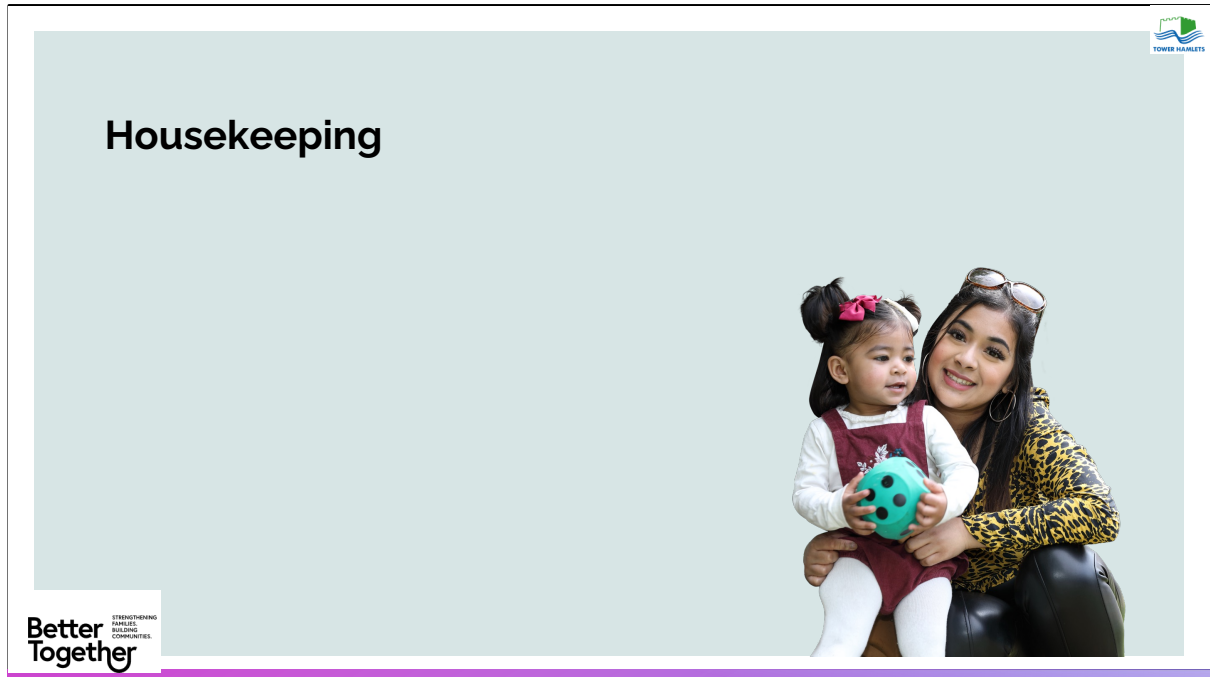 TOWER HAMLETS
Housekeeping
Better
Together
STRENGTHENING
FAMILIES.
BUILDING
COMMUNITIES.